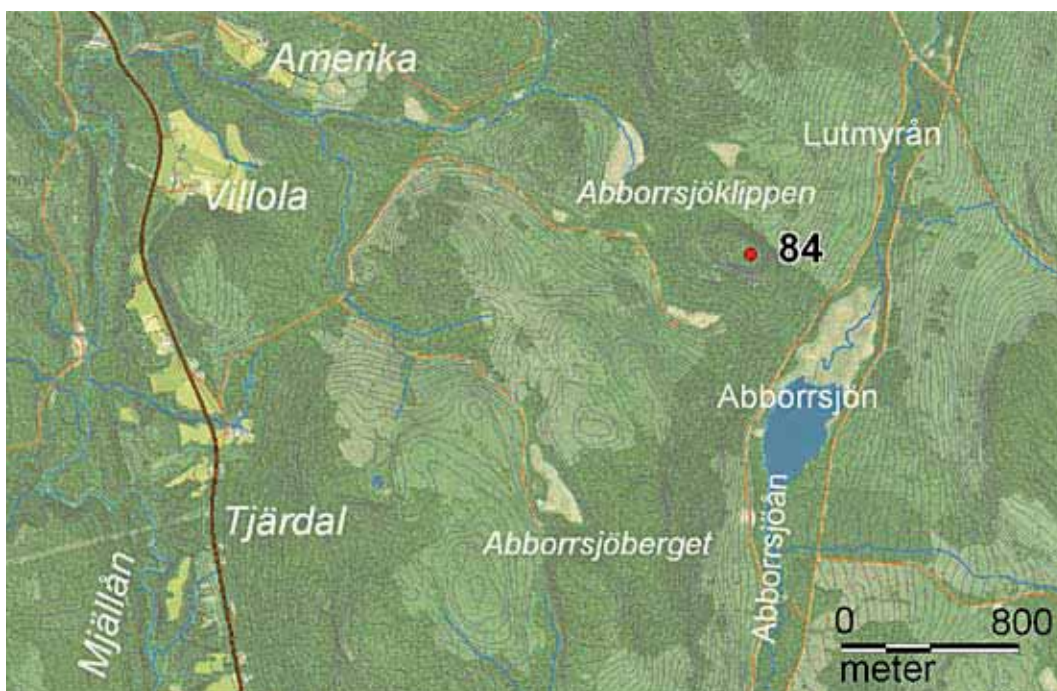 Amerika
Lutmyrån
Villola
Abborrsjöklippen
84
Abborrsjön
Tjärdal
Abborrsjöberget
Abborrsjöån
Mjällån
0 800
meter